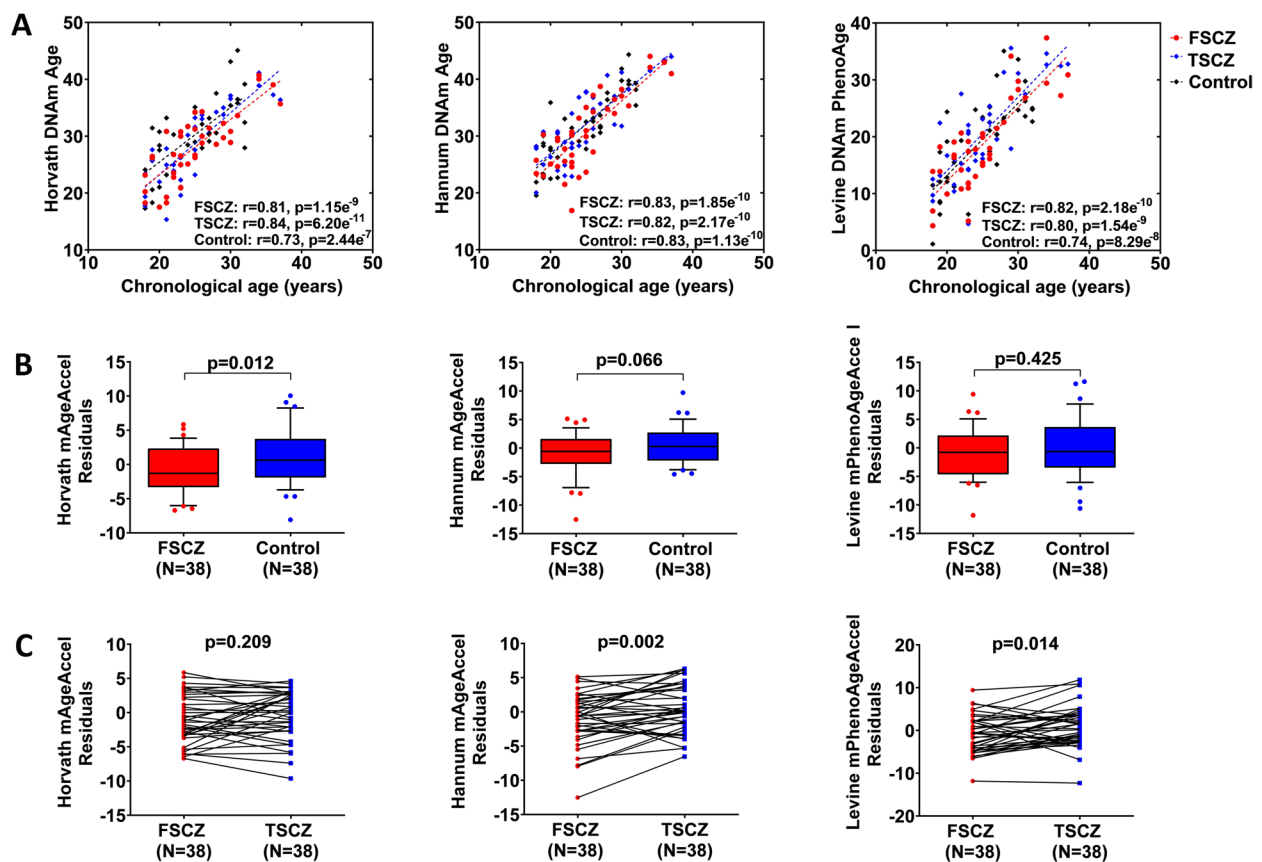 A
Horvath DNAm Age
50
40
30
20
10
10 20 30 40 50
Chronological age (years)
FSCZ: r=0.81, p=1.15e-9
TSCZ: r=0.84, p=6.20e-11
Control: r=0.73, p=2.44e-7
Hannum DNAm Age
50
40
30
20
10
10 20 30 40 50
Chronological age (years)
FSCZ: r=0.83, p=1.85e-10
TSCZ: r=0.82, p=2.17e-10
Control: r=0.83, p=1.13e-10
Levine DNAm PhenoAge
40
30
20
10
0
10 20 30 40 50
Chronological age (years)
FSCZ: r=0.82, p=2.18e-10
TSCZ: r=0.80, p=1.54e-9
Control: r=0.74, p=8.29e-8
FSCZ
TSCZ
Control
B
Horvath mAgeAccel
Residuals
15
10
5
0
-5
-10
p=0.012
FSCZ Control
(N=38) (N=38)
Hannum mAgeAccel
Residuals
15
10
5
0
-5
-10
-15
p=0.066
FSCZ Control
(N=38) (N=38)
Levine mPhenoAgeAcce l
Residuals
15
10
5
0
-5
-10
-15
p=0.425
FSCZ Control
(N=38) (N=38)
C
Horvath mAgeAccel
Residuals
10
5
0
-5
-10
-15
p=0.209
FSCZ TSCZ
(N=38) (N=38)
Hannum mAgeAccel
Residuals
10
5
0
-5
-10
-15
p=0.002
FSCZ TSCZ
(N=38) (N=38)
Levine mPhenoAgeAccel
Residuals
20
10
0
-10
-20
p=0.014
FSCZ TSCZ
(N=38) (N=38)